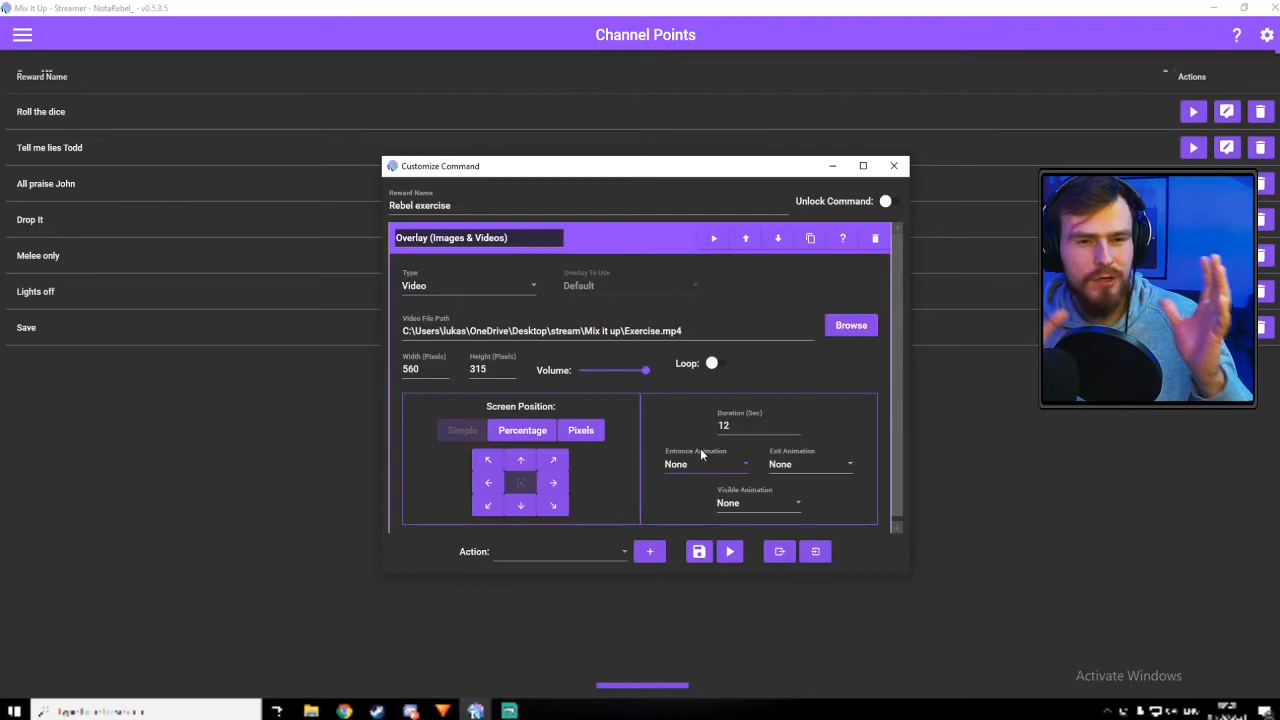 Mix It Up - Streamer - NotaRebel_ - v0.5.8.5
Channel Points
?
Reward Name
Actions
Roll the dice
Tell me lies Todd
All praise John
Drop It
Melee only
Lights off
Save
Customize Command
Reward Name
Rebel exercise
Unlock Command:
Overlay (Images & Videos)
?
Type
Video
Overlay To Use
Default
Video File Path
C:\Users\lukas\OneDrive\Desktop\stream\Mix it up\Exercise.mp4
Browse
Width (Pixels)
560
Height (Pixels)
315
Volume:
Loop:
Screen Position:
Simple
Percentage
Pixels
Duration (Sec)
12
Entrance Animation
None
Exit Animation
None
Visible Animation
None
Action:
Activate Windows